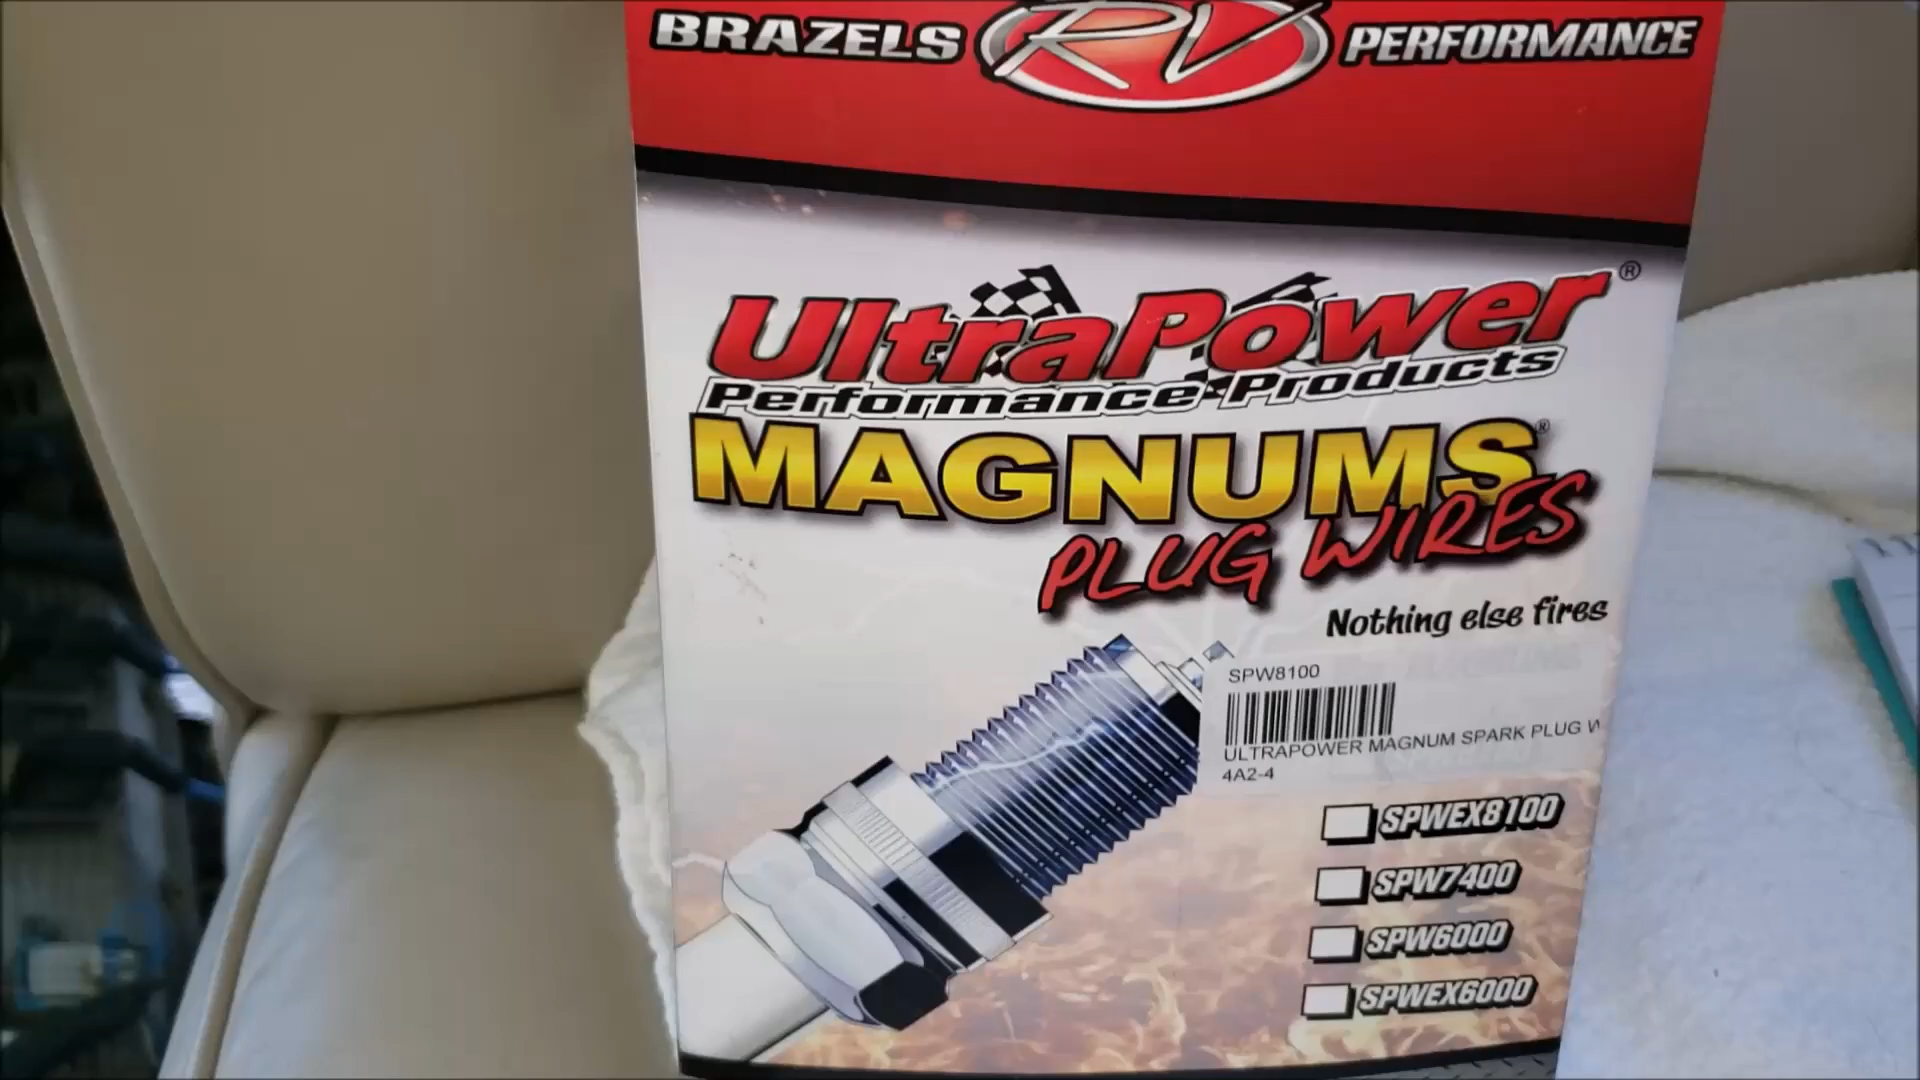 BRAZELS RV PERFORMANCE
UltraPower®
Performance Products
MAGNUMS®
PLUG WIRES
Nothing else fires
SPW8100
ULTRAPOWER MAGNUM SPARK PLUG W
4A2-4
SPWEX8100
SPW7400
SPW6000
SPWEX6000